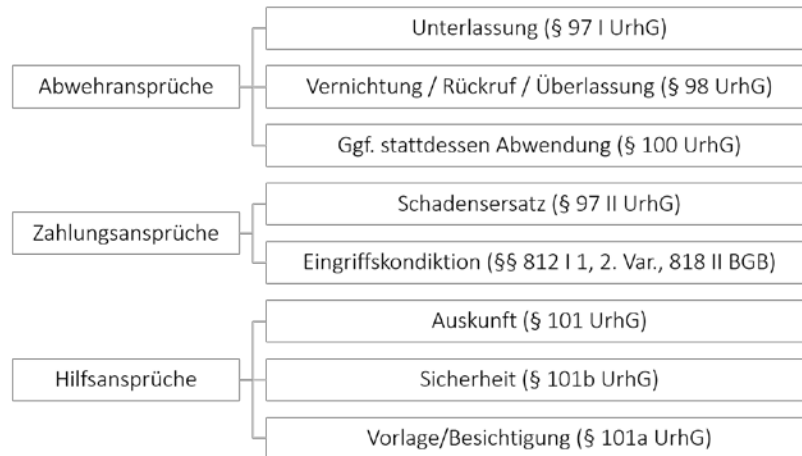 Unterlassung (§ 97 I UrhG)
Abwehransprüche
Vernichtung / Rückruf / Überlassung (§ 98 UrhG)
Ggf. stattdessen Abwendung (§ 100 UrhG)
Schadensersatz (§ 97 II UrhG)
Zahlungsansprüche
Eingriffskondiktion (§§ 812 I 1, 2. Var., 818 II BGB)
Auskunft (§ 101 UrhG)
Hilfsansprüche
Sicherheit (§ 101b UrhG)
Vorlage/Besichtigung (§ 101a UrhG)